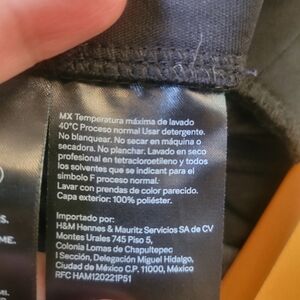 MX Temperatura máxima de lavado
40°C Proceso normal Usar detergente.
No blanquear. No secar en máquina o
secadora. No planchar. Lavado en seco
profesional en tetracloroetileno y todos
los solventes que se indican para el
símbolo F proceso normal.
Lavar con prendas de color parecido.
Capa exterior: 100% poliéster.
Importado por:
H&M Hennes & Mauritz Servicios SA de CV
Montes Urales 745 Piso 5,
Colonia Lomas de Chapultepec
I Sección, Delegación Miguel Hidalgo,
Ciudad de México C.P. 11000, México
RFC HAM120221P51